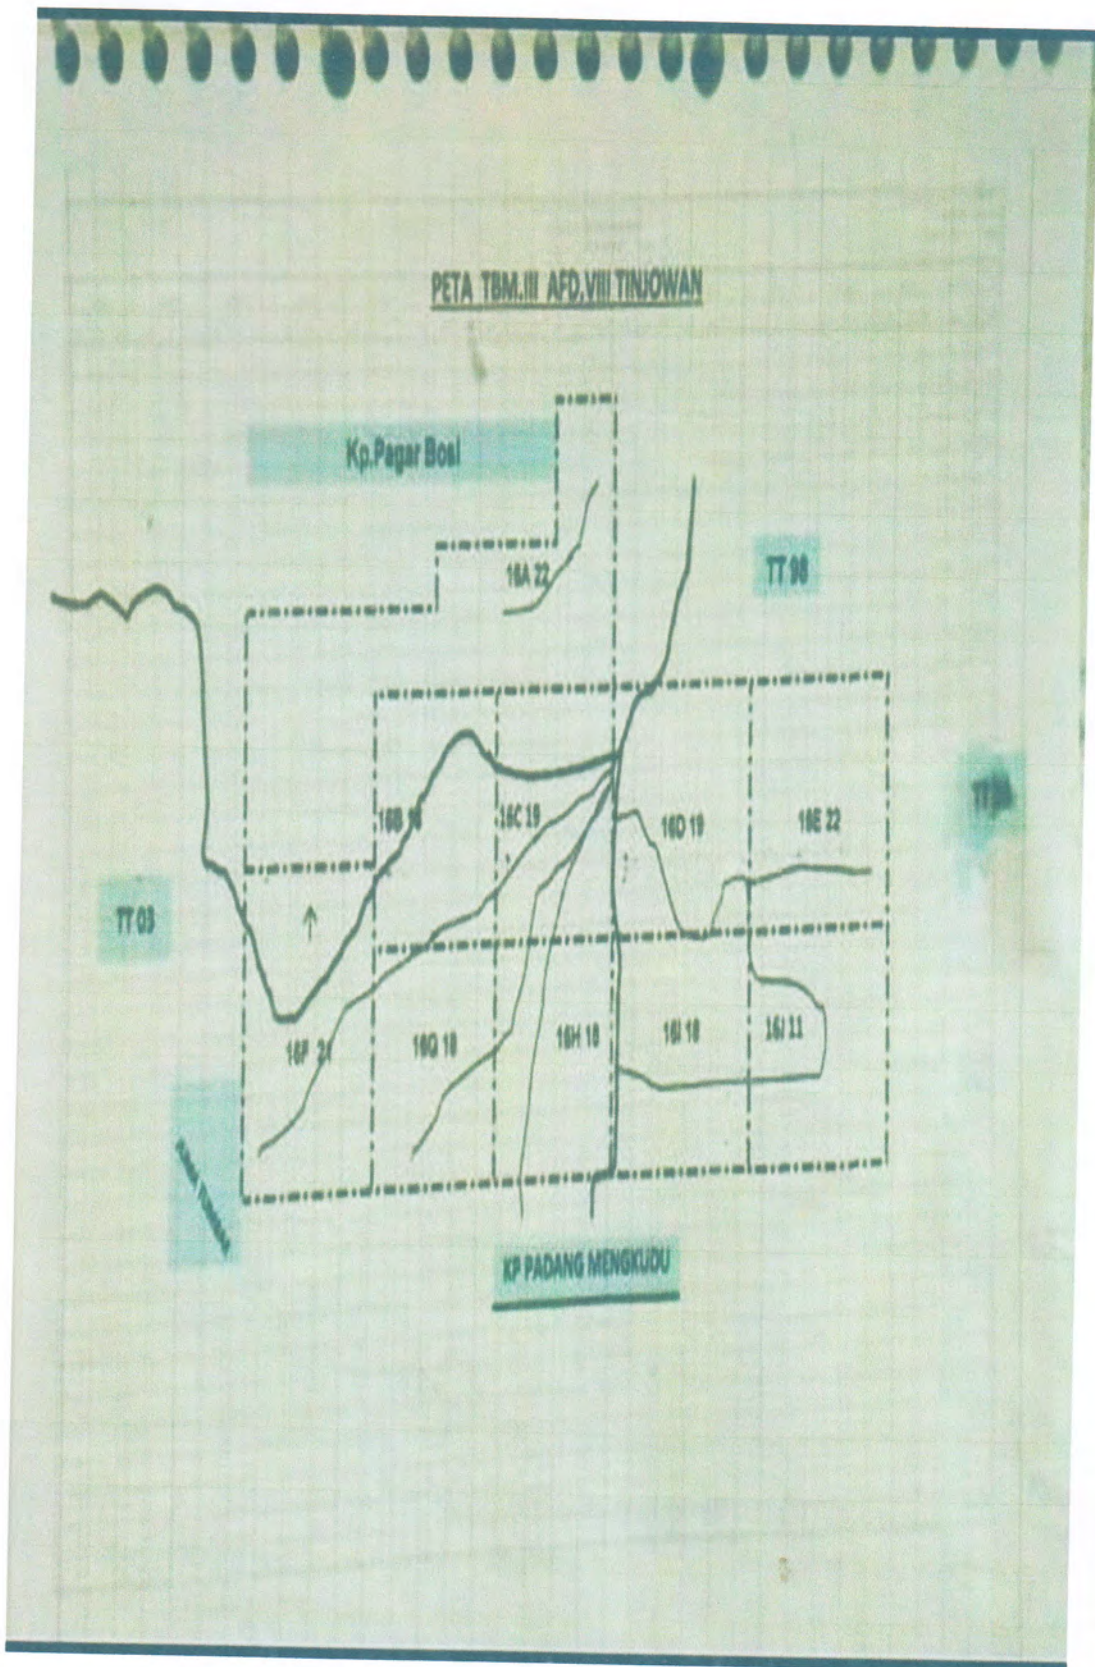 PETA TBM.III AFD.VIII TINJOWAN
Kp.Pagar Bosi
16A 22
TT 98
16B
16C 19
16D 19
16E 22
TT 03
16F 21
16G 18
16H 18
16I 18
16J 11
KP PADANG MENGKUDU